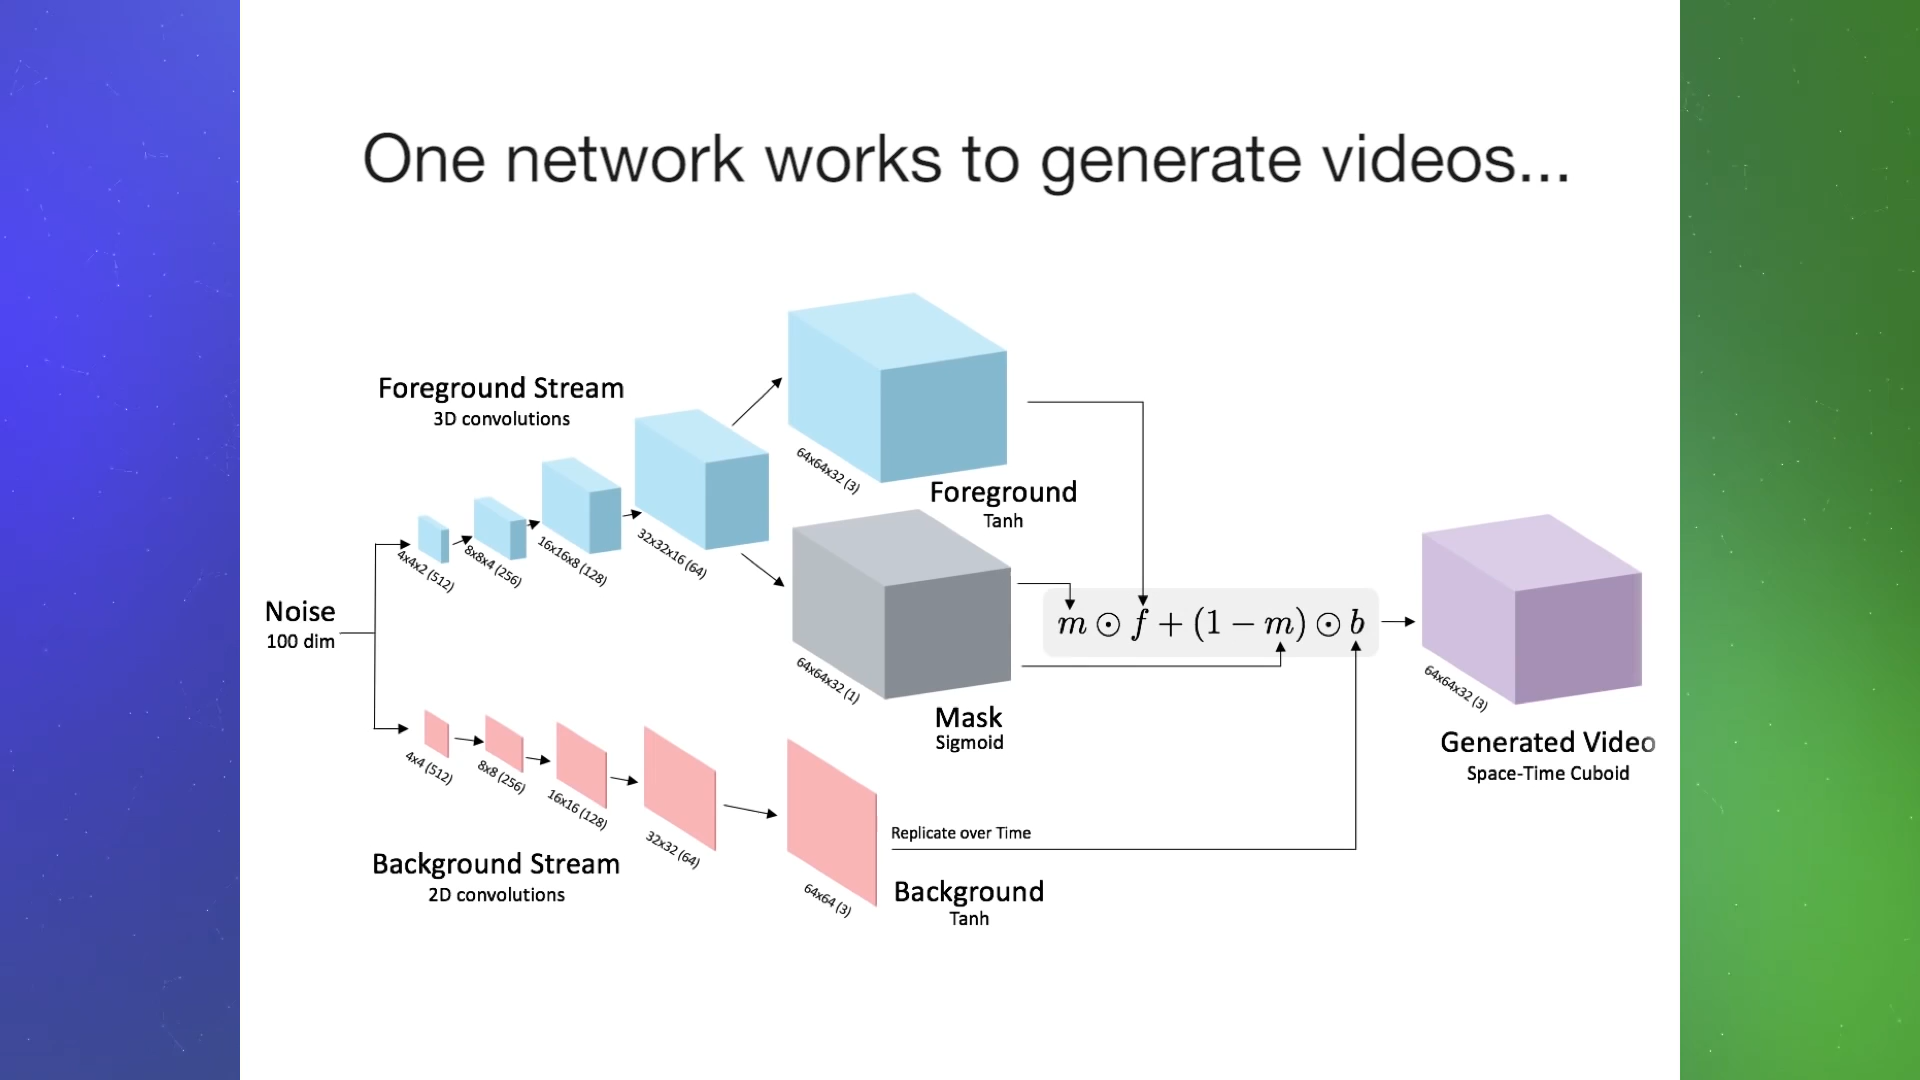 One network works to generate videos...
Foreground Stream
3D convolutions
4x4x2 (512)
8x8x4 (256)
16x16x8 (128)
32x32x16 (64)
64x64x32 (3)
Foreground
Tanh
Noise
100 dim
64x64x32 (1)
Mask
Sigmoid
m ⊙ f + (1 − m) ⊙ b
64x64x32 (3)
Generated Video
Space-Time Cuboid
4x4 (512)
8x8 (256)
16x16 (128)
32x32 (64)
64x64 (3)
Replicate over Time
Background Stream
2D convolutions
Background
Tanh